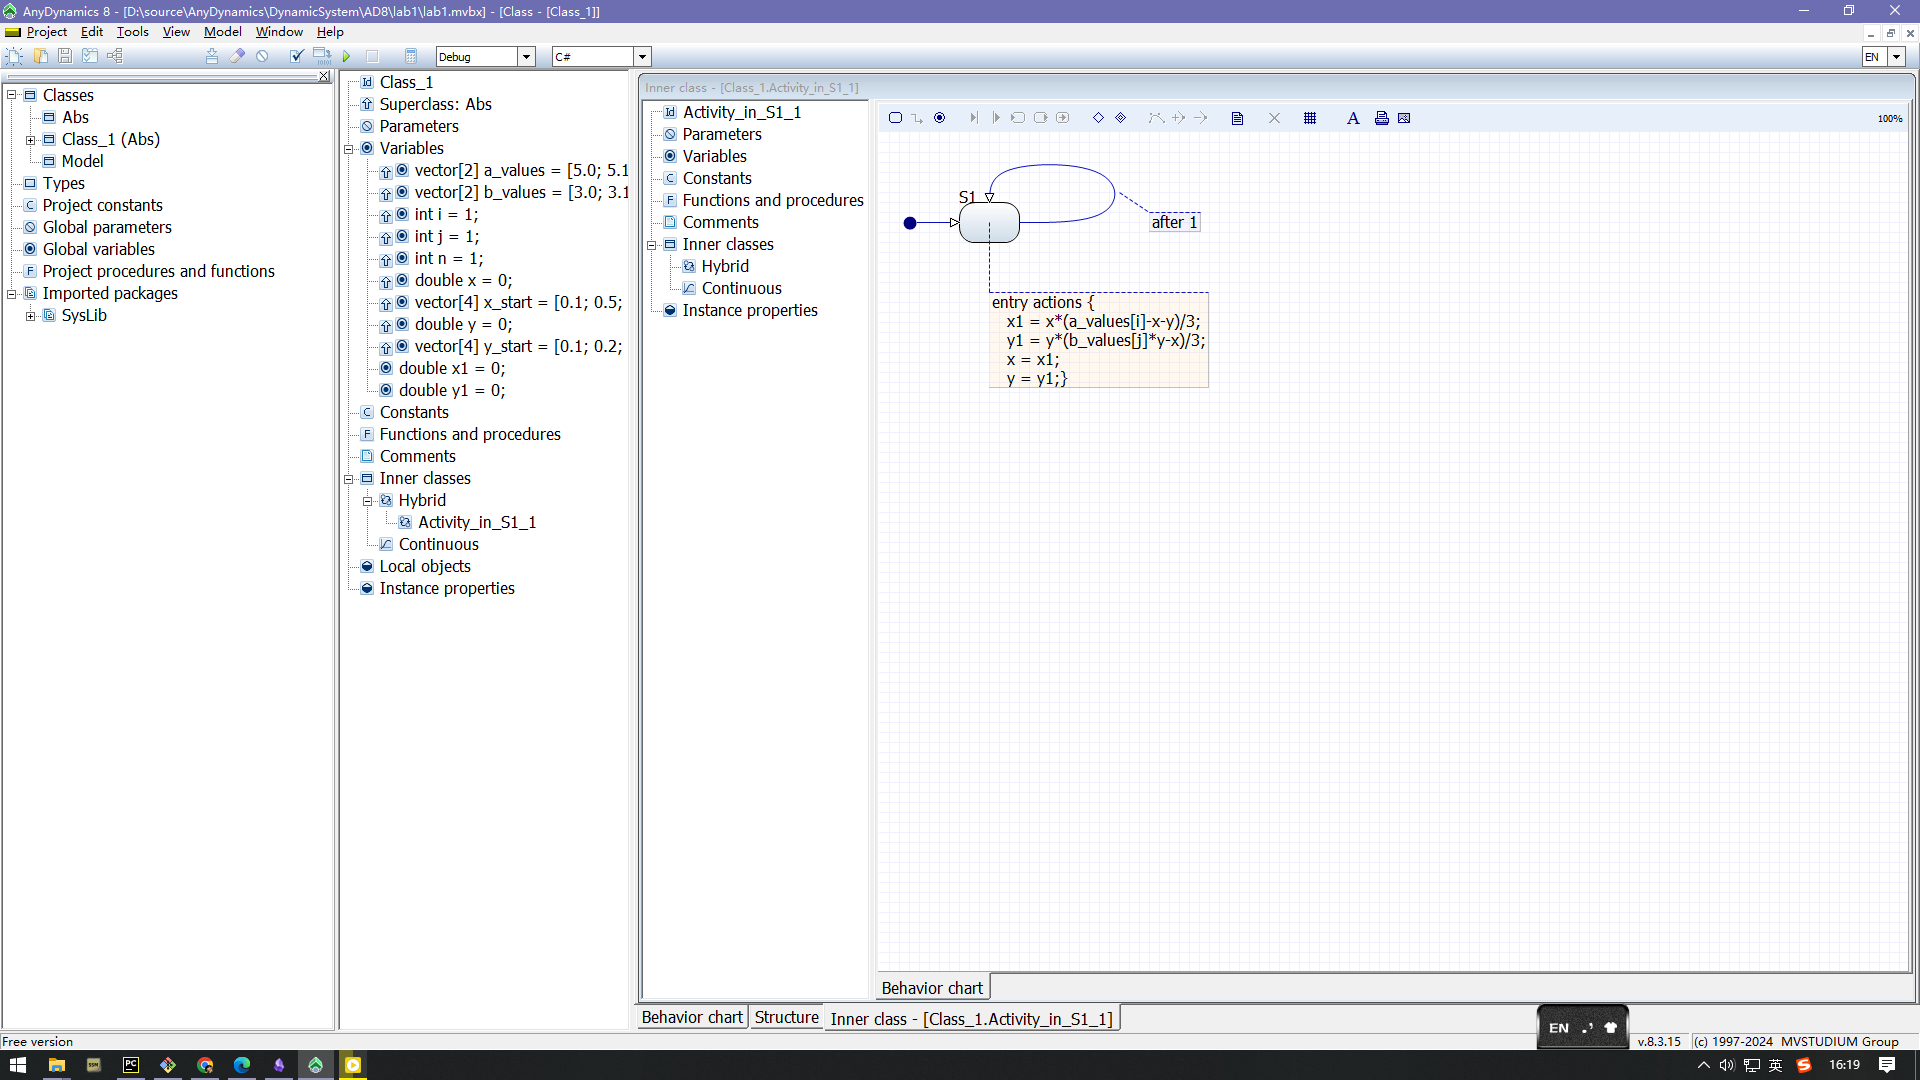 AnyDynamics 8 - [D:\source\AnyDynamics\DynamicSystem\AD8\lab1\lab1.mvbx] - [Class - [Class_1]]
Project Edit Tools View Model Window Help
Debug C# EN
Classes
Abs
Class_1 (Abs)
Model
Types
Project constants
Global parameters
Global variables
Project procedures and functions
Imported packages
SysLib
Class_1
Superclass: Abs
Parameters
Variables
vector[2] a_values = [5.0; 5.1
vector[2] b_values = [3.0; 3.1
int i = 1;
int j = 1;
int n = 1;
double x = 0;
vector[4] x_start = [0.1; 0.5;
double y = 0;
vector[4] y_start = [0.1; 0.2;
double x1 = 0;
double y1 = 0;
Constants
Functions and procedures
Comments
Inner classes
Hybrid
Activity_in_S1_1
Continuous
Local objects
Instance properties
Inner class - [Class_1.Activity_in_S1_1]
Activity_in_S1_1
Parameters
Variables
Constants
Functions and procedures
Comments
Inner classes
Hybrid
Continuous
Instance properties
A
100%
S1
after 1
entry actions {
x1 = x*(a_values[i]-x-y)/3;
y1 = y*(b_values[j]*y-x)/3;
x = x1;
y = y1;}
Behavior chart
Behavior chart Structure Inner class - [Class_1.Activity_in_S1_1]
Free version
EN
v.8.3.15 (c) 1997-2024 MVSTUDIUM Group
PC
英
16:19